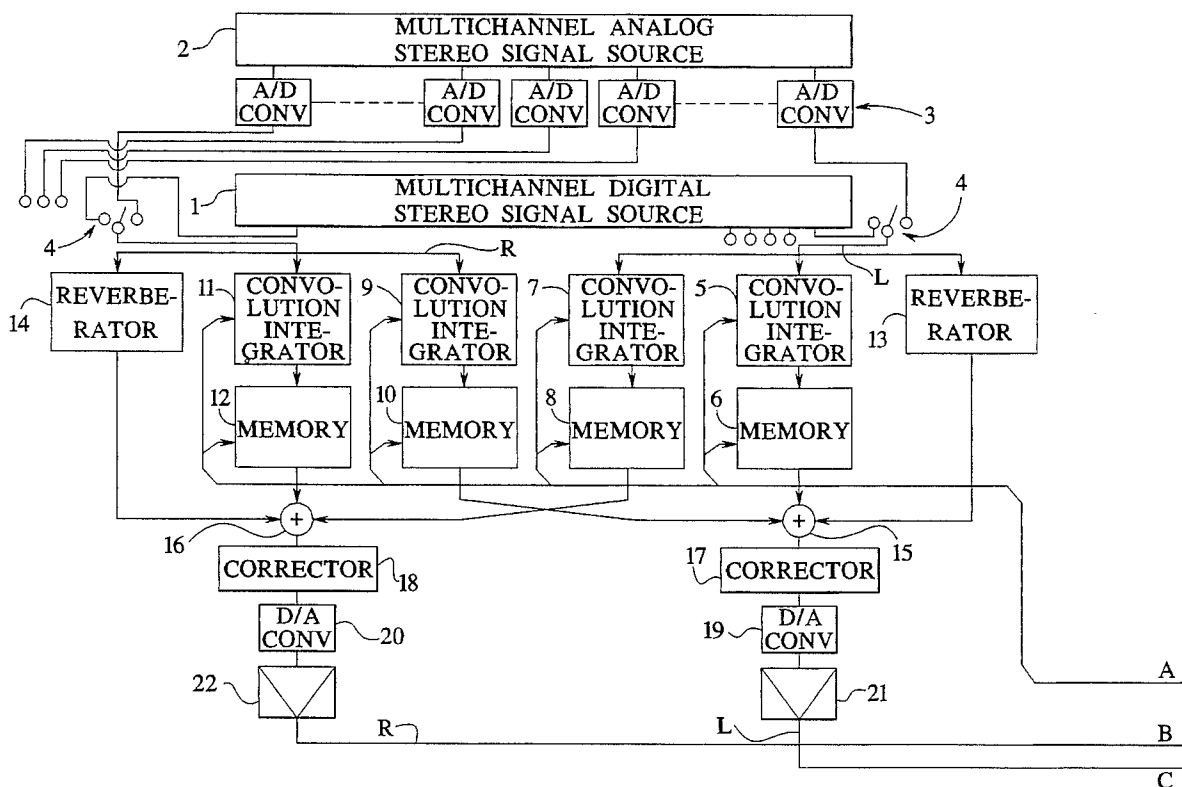 MULTICHANNEL ANALOG
STEREO SIGNAL SOURCE
2
A/D
CONV
A/D
CONV
A/D
CONV
A/D
CONV
A/D
CONV
3
MULTICHANNEL DIGITAL
STEREO SIGNAL SOURCE
1
4
4
R
L
REVERBE-
RATOR
14
11
CONVO-
LUTION
INTE-
GRATOR
9
CONVO-
LUTION
INTE-
GRATOR
7
CONVO-
LUTION
INTE-
GRATOR
5
CONVO-
LUTION
INTE-
GRATOR
REVERBE-
RATOR
13
12
MEMORY
10
MEMORY
8
MEMORY
6
MEMORY
+
16
+
15
CORRECTOR
18
17
CORRECTOR
D/A
CONV
20
19
D/A
CONV
22
21
A
R
L
B
C